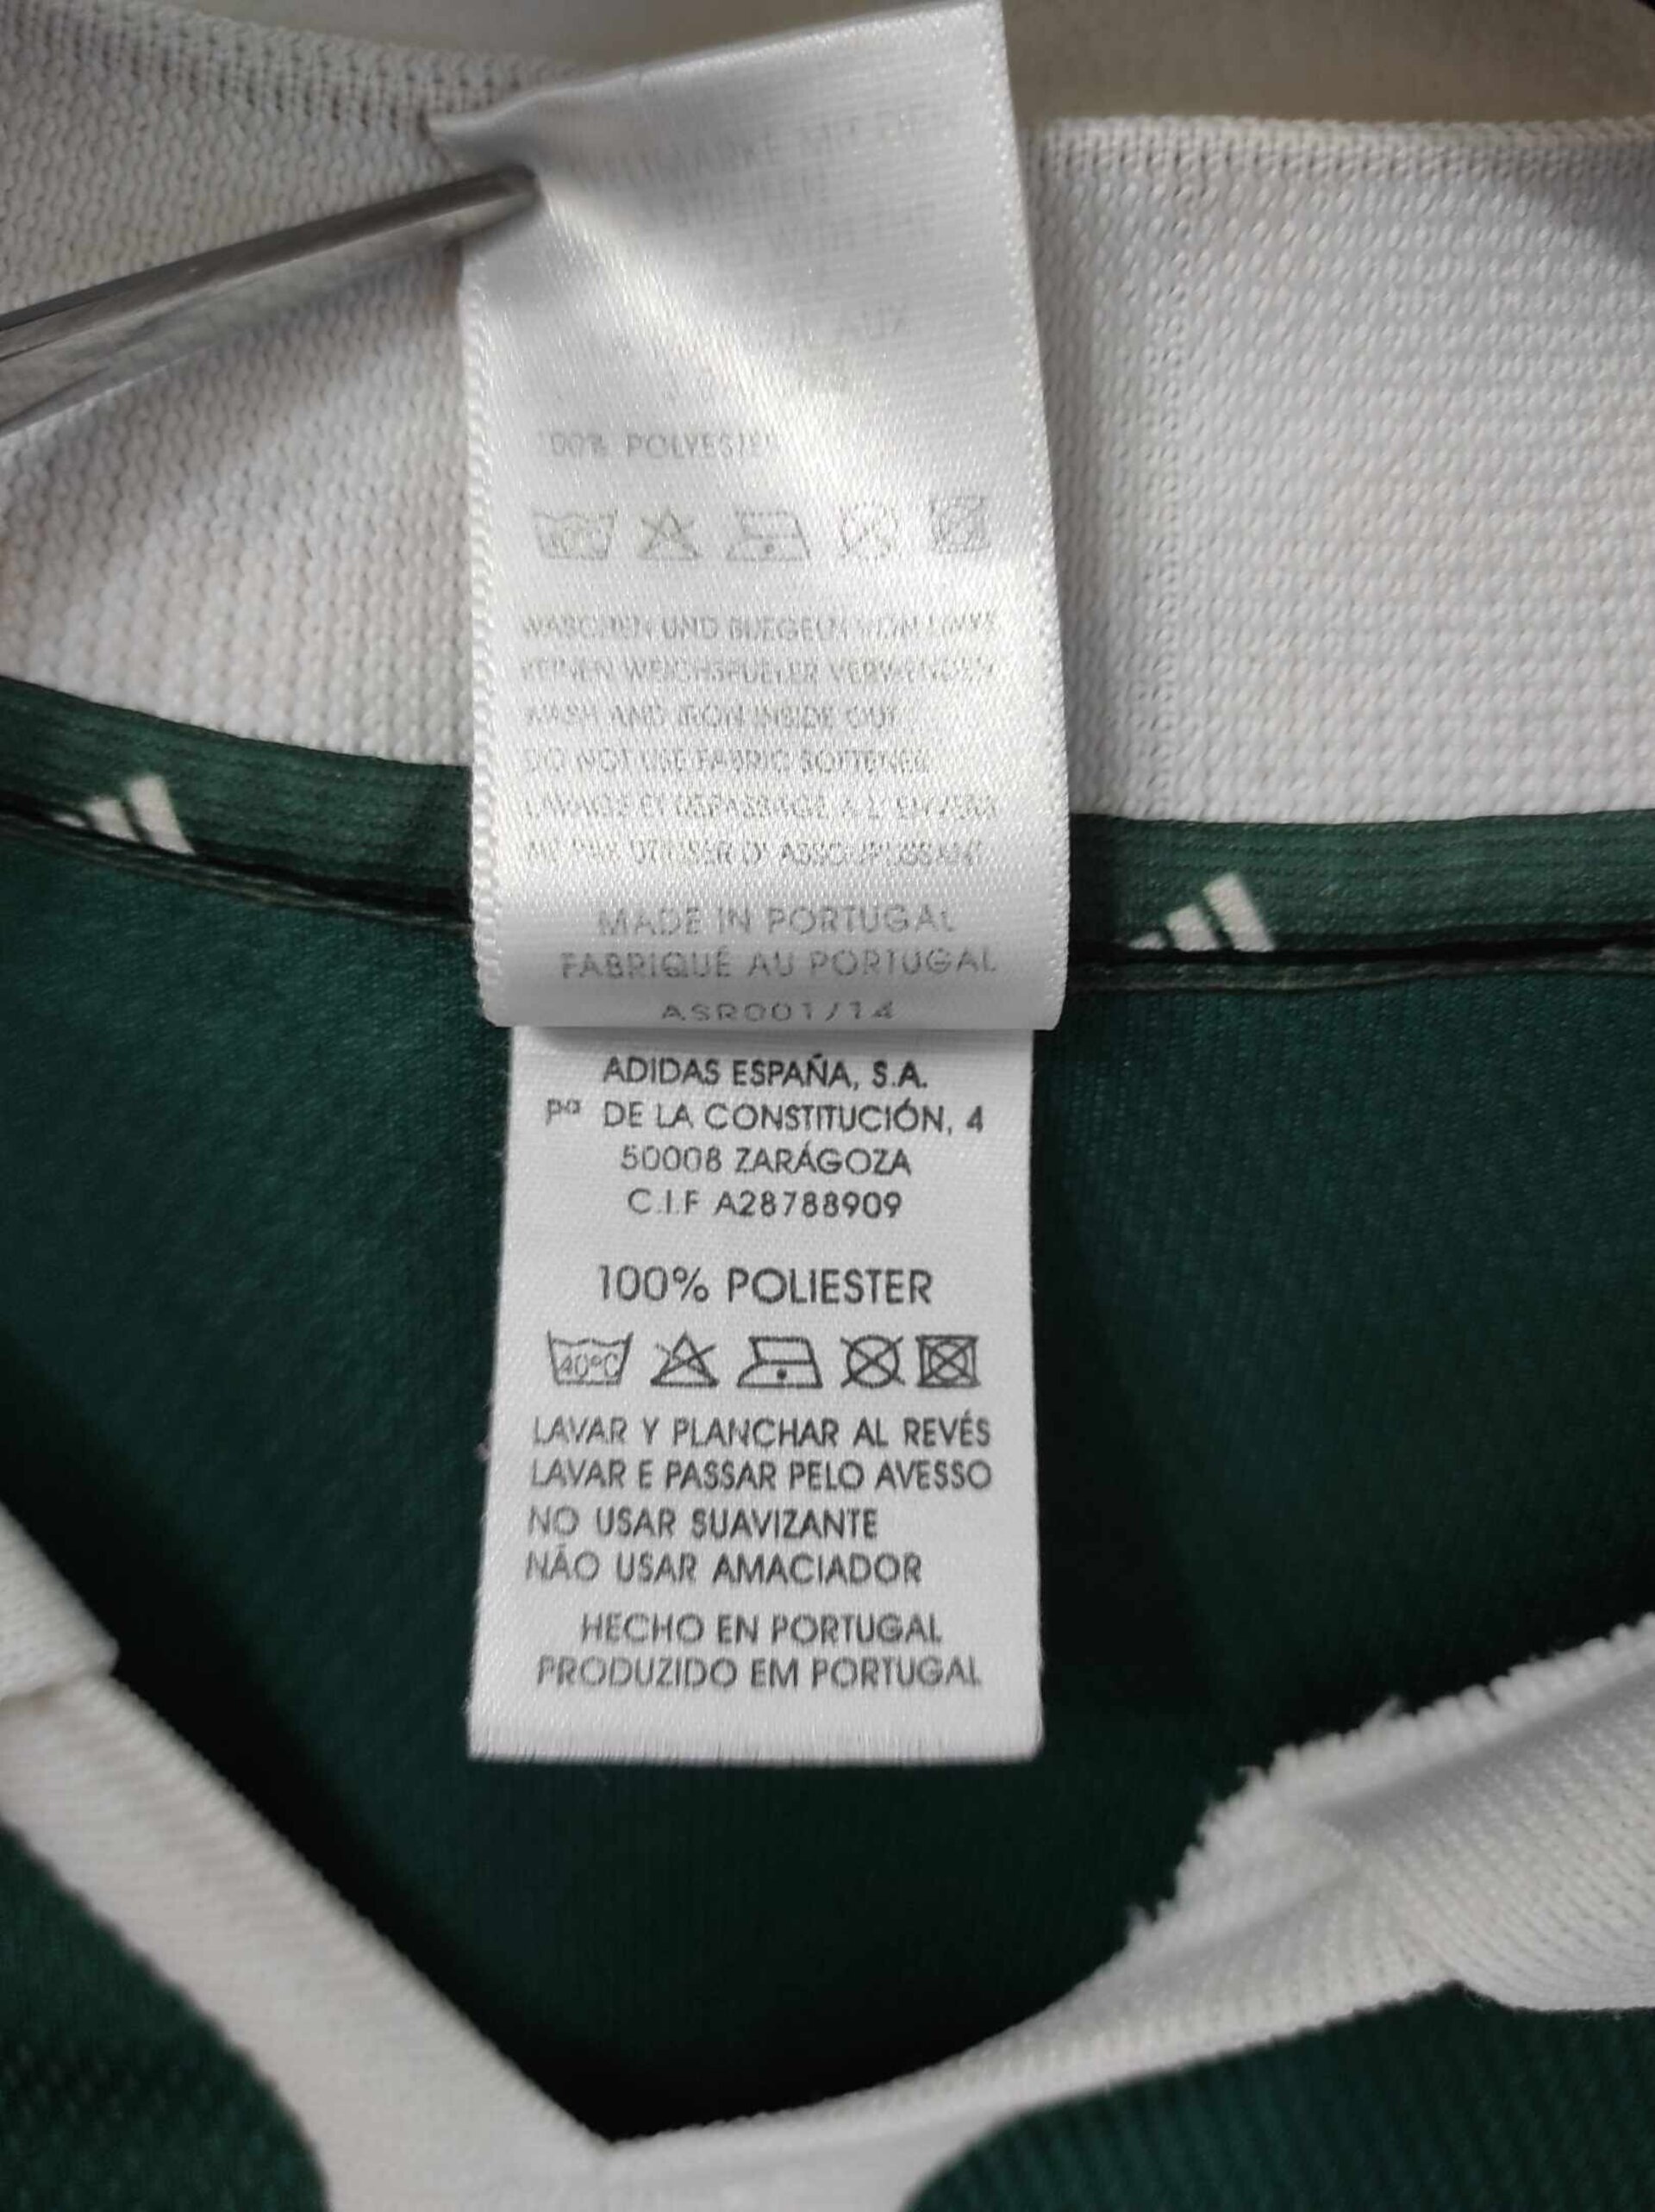 100% POLYESTER
WASCHEN UND BUEGELN VON LINKS
KEINEN WEICHSPUELER VERWENDEN
WASH AND IRON INSIDE OUT
DO NOT USE FABRIC SOFTENER
LAVAGE ET REPASSAGE A L'ENVERS
NE PAS UTILISER D'ASSOUPLISSANT
MADE IN PORTUGAL
FABRIQUÉ AU PORTUGAL
ASR001/14
ADIDAS ESPAÑA, S.A.
Pº DE LA CONSTITUCIÓN, 4
50008 ZARÁGOZA
C.I.F A28788909
100% POLIESTER
40°C
LAVAR Y PLANCHAR AL REVÉS
LAVAR E PASSAR PELO AVESSO
NO USAR SUAVIZANTE
NÃO USAR AMACIADOR
HECHO EN PORTUGAL
PRODUZIDO EM PORTUGAL